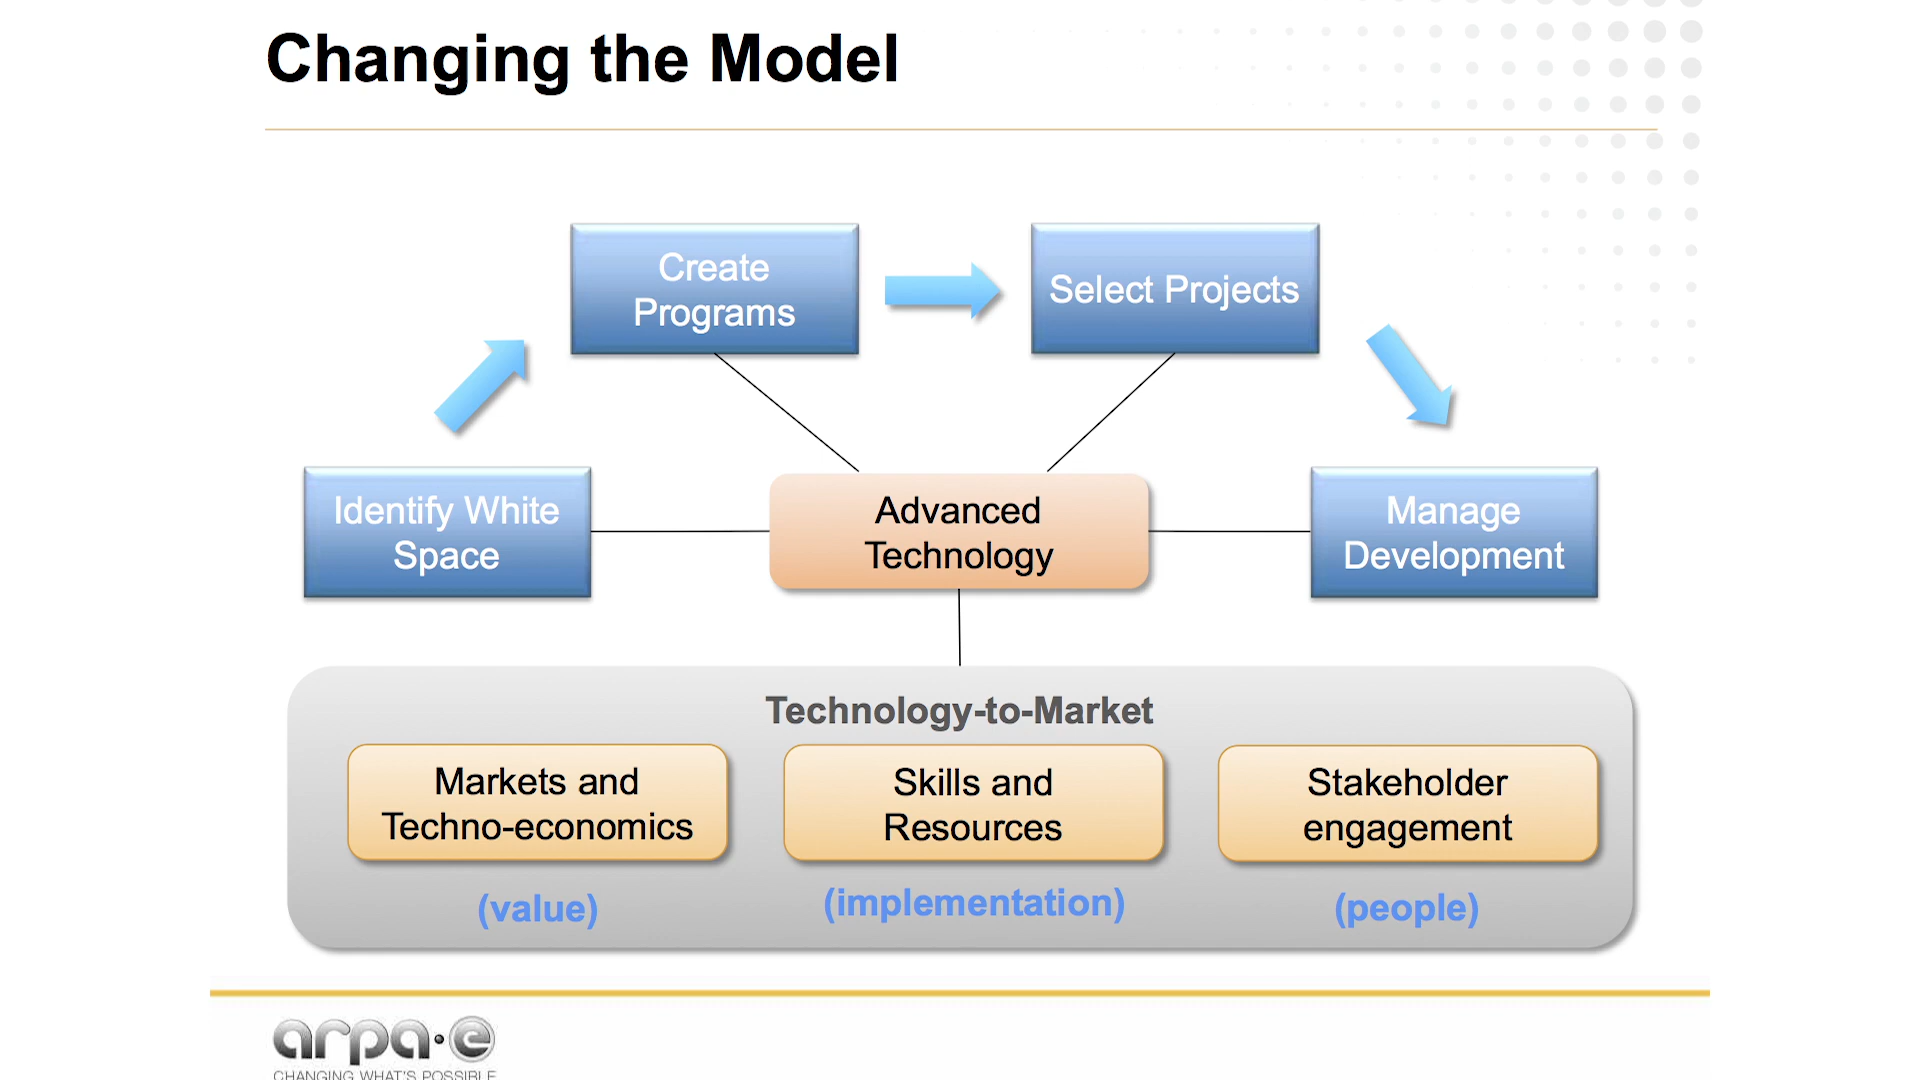 Changing the Model
Create
Programs
Select Projects
Identify White
Space
Advanced
Technology
Manage
Development
Technology-to-Market
Markets and
Techno-economics
Skills and
Resources
Stakeholder
engagement
(value)
(implementation)
(people)
arpa·e
CHANGING WHAT'S POSSIBLE